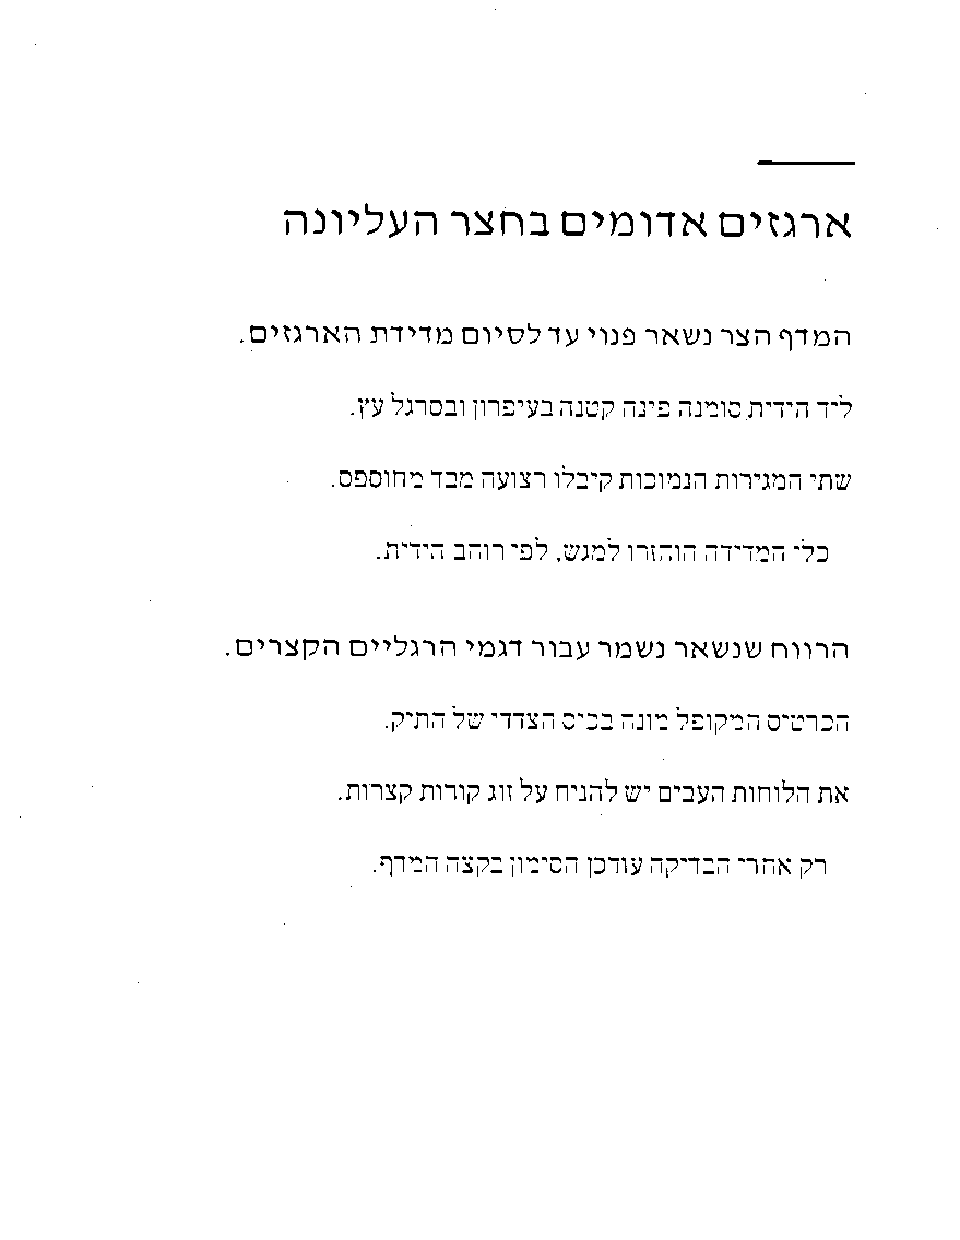 ארגזים אדומים בחצר העליונה
המדף הצר נשאר פנוי עד לסיום מדידת הארגזים.
ליד הידית סומנה פינה קטנה בעיפרון ובסרגל עץ.
שתי המגירות הנמוכות קיבלו רצועה מבד מחוספס.
כלי המדידה הוחזרו למגש, לפי רוחב הידית.
הרווח שנשאר נשמר עבור דגמי הרגליים הקצרים.
הכרטיס המקופל מונה בכיס הצדדי של התיק.
את הלוחות העבים יש להניח על זוג קורות קצרות.
רק אחרי הבדיקה עודכן הסימון בקצה המדף.